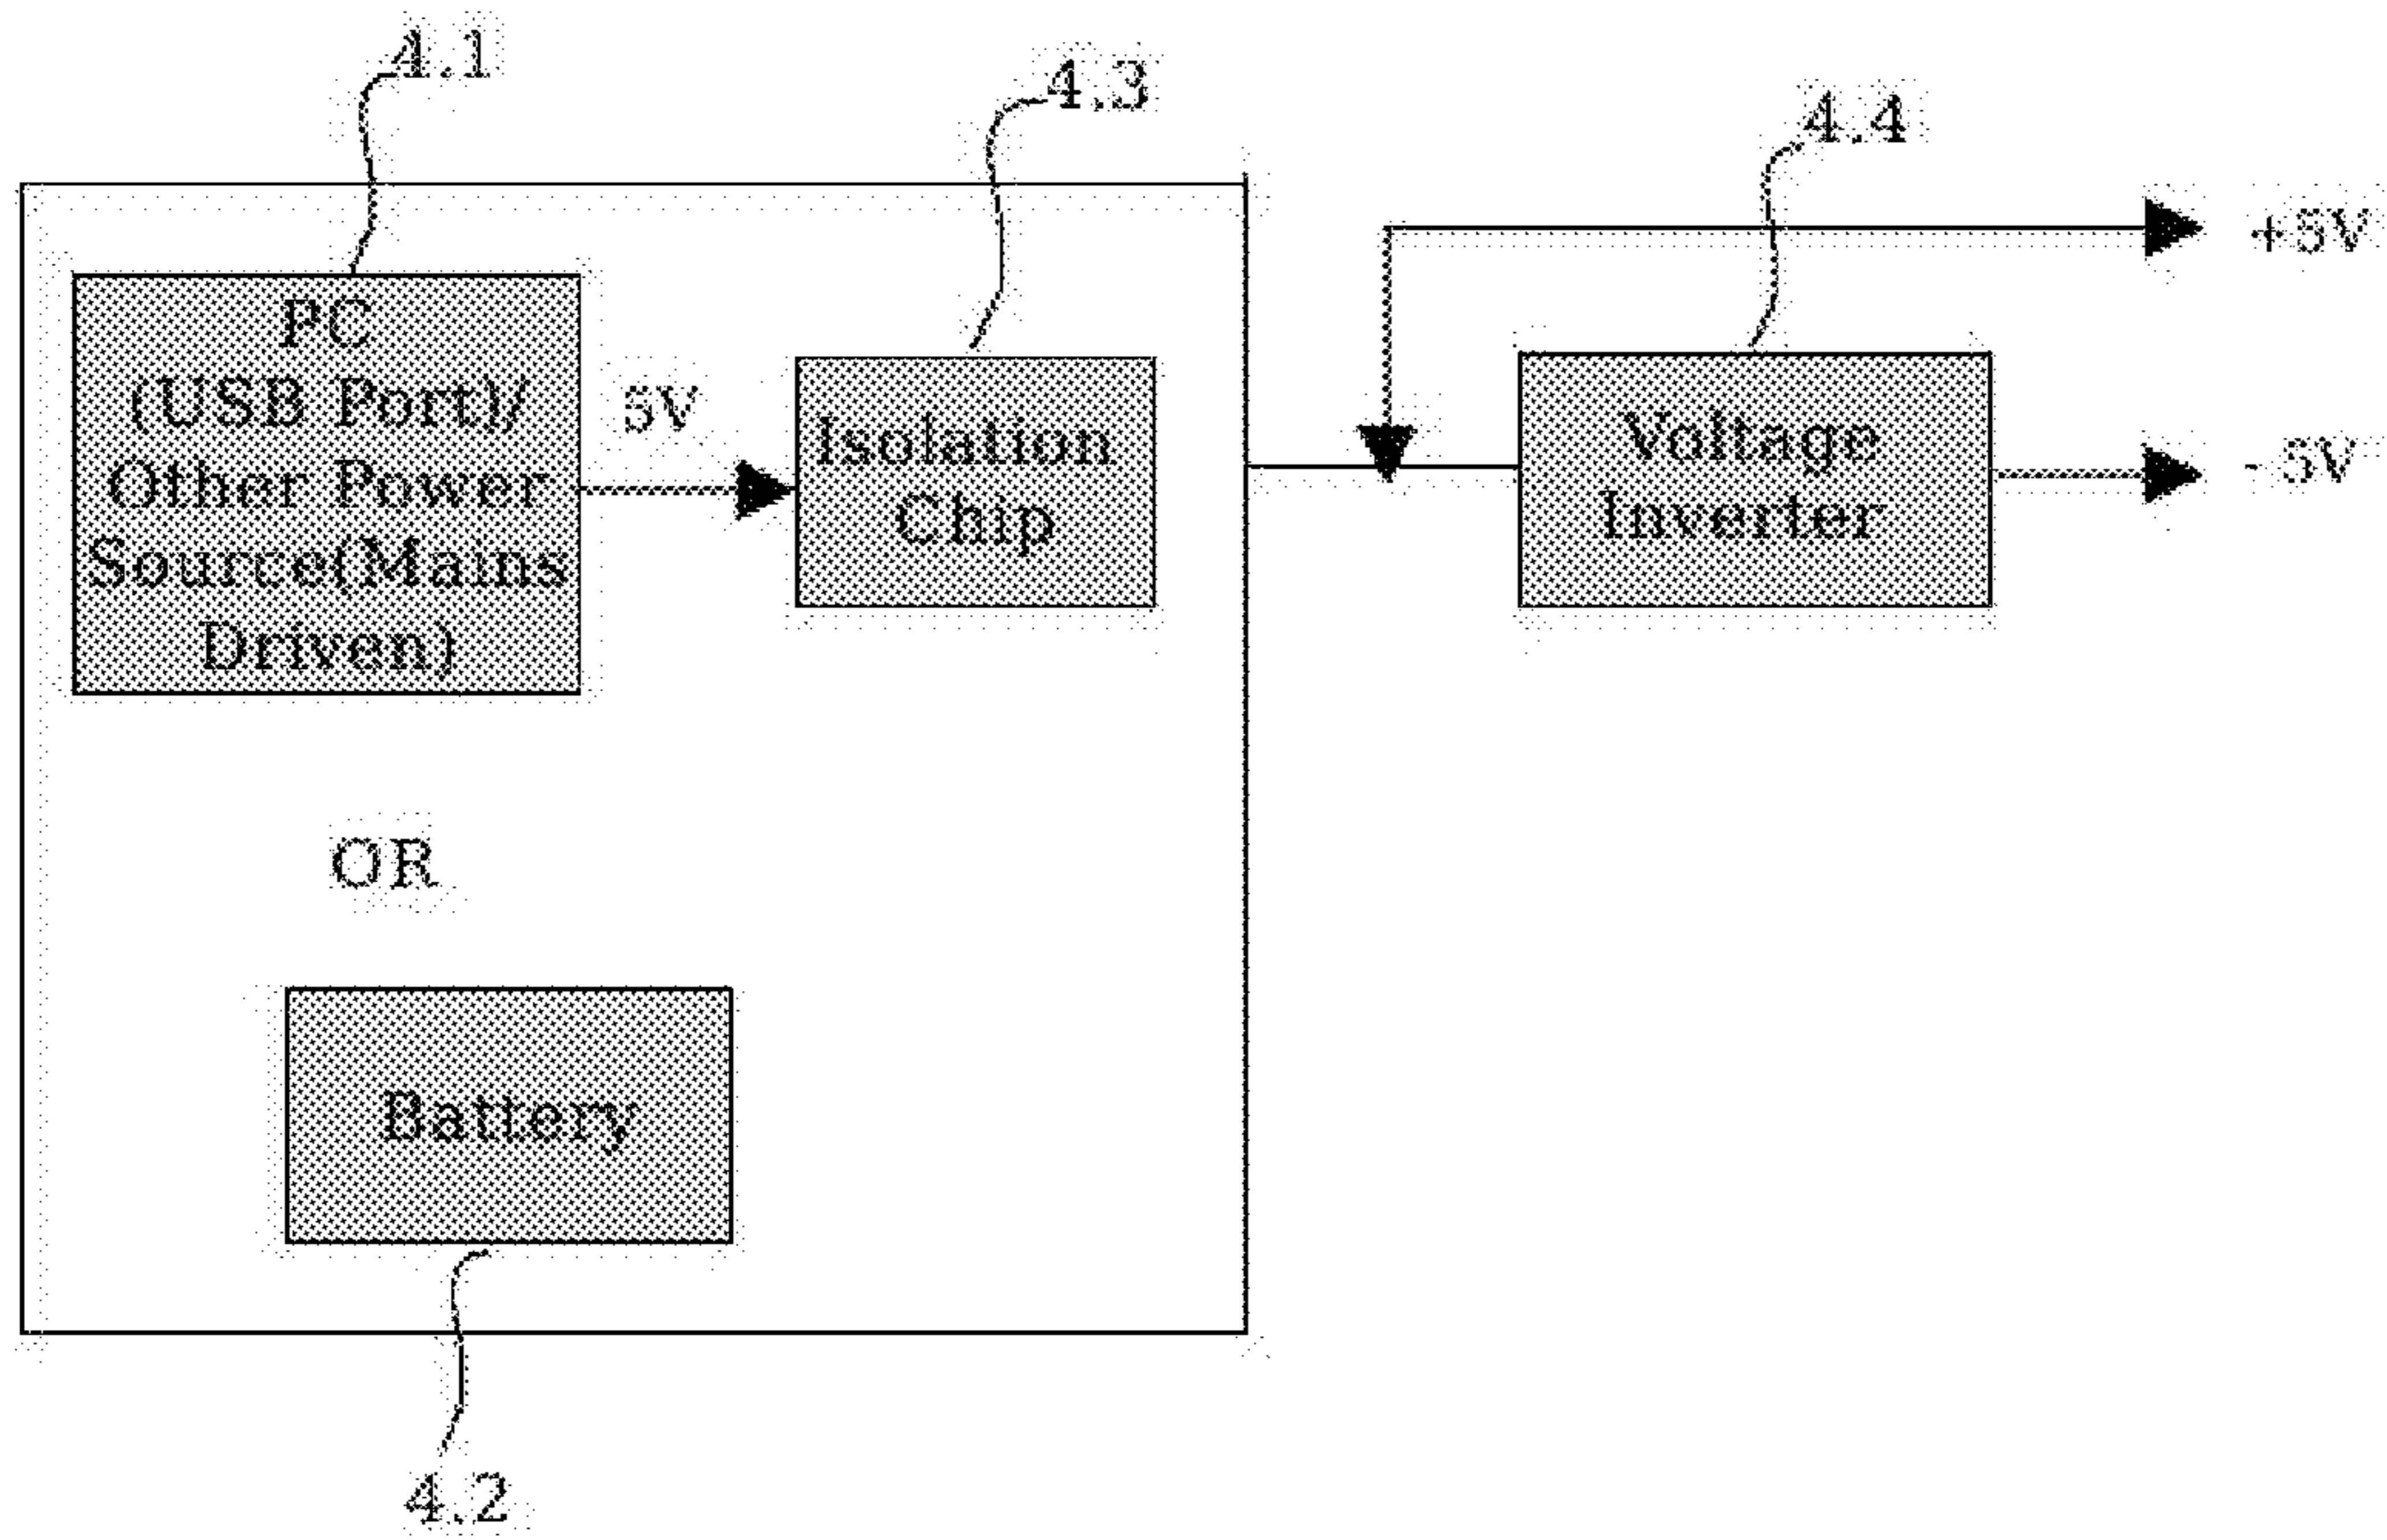 4.1
4.3
4.4
+5V
PC
(USB Port)/
Other Power
Source(Mains
Driven)
5V
Isolation
Chip
Voltage
Inverter
-5V
OR
Battery
4.2